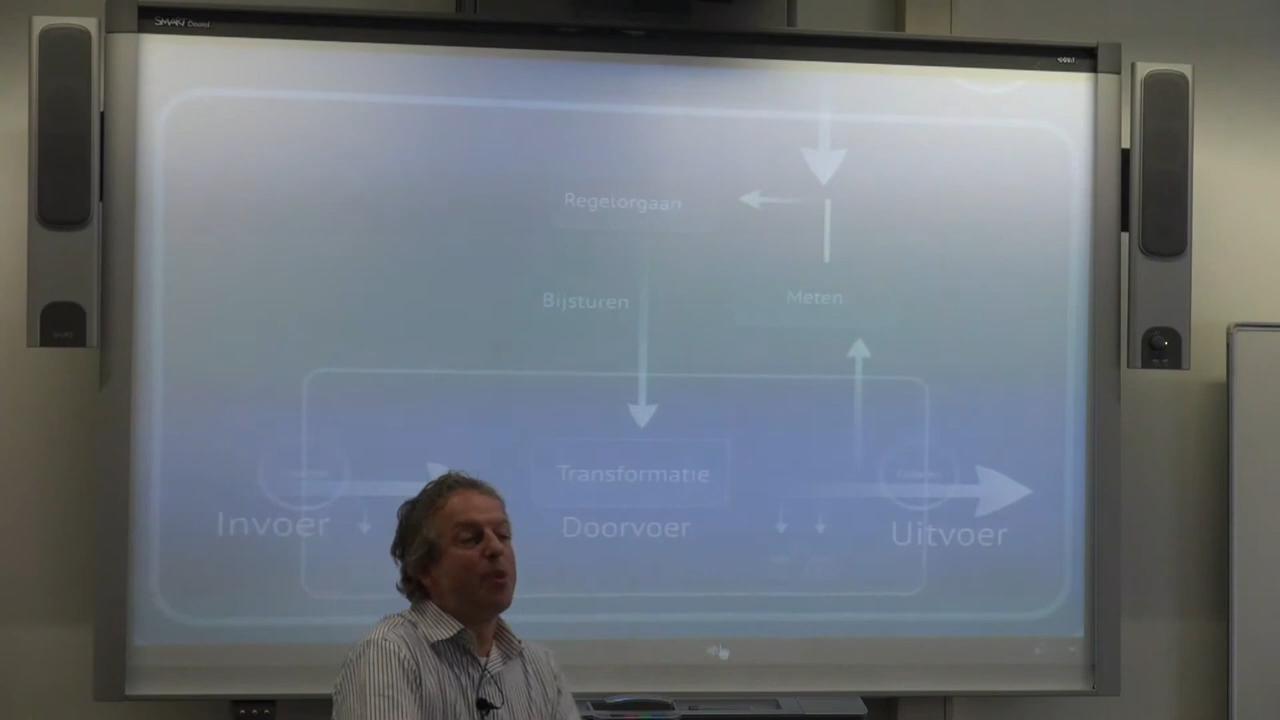 SMART Board
Regelorgaan
Bijsturen
Meten
Transformatie
Invoer
Doorvoer
Uitvoer